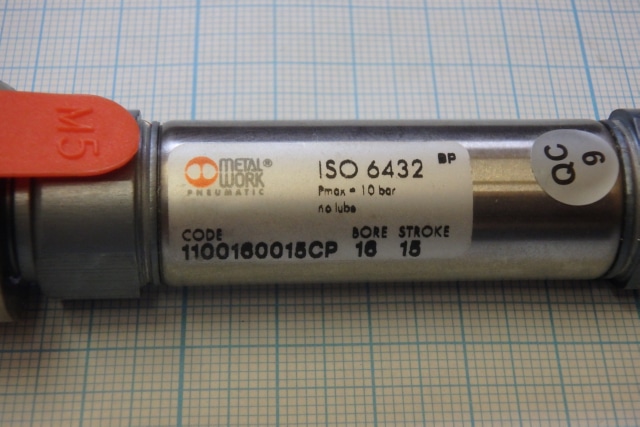 M5
METAL®
WORK
PNEUMATIC
ISO 6432
BP
Pmax = 10 bar
no lube
CODE BORE STROKE
1100160015CP 16 15
QC
9